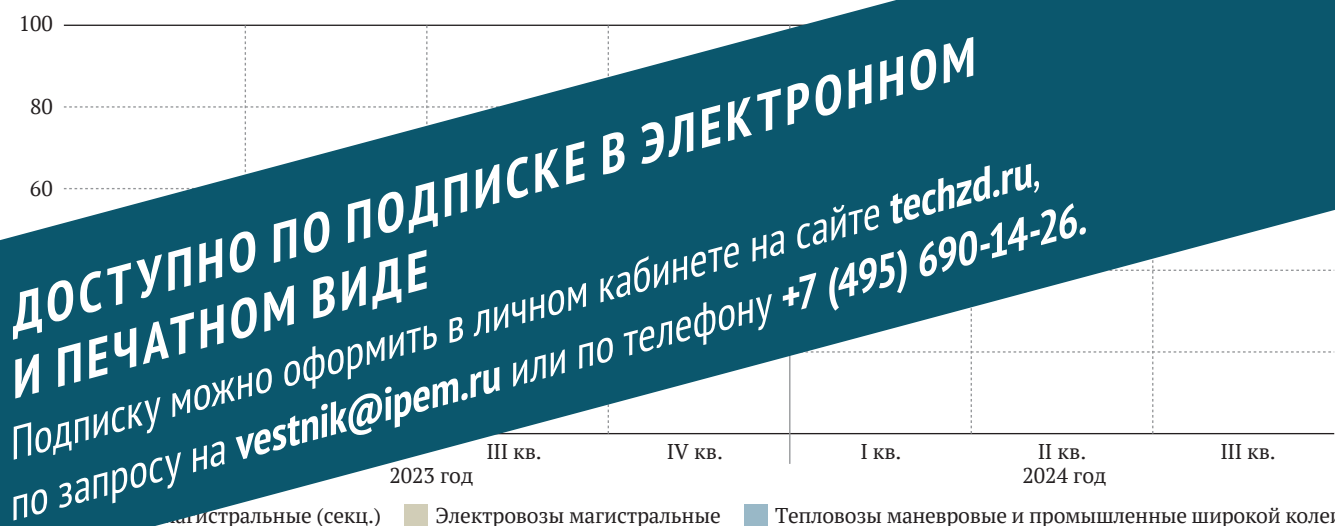 100
80
60
ДОСТУПНО ПО ПОДПИСКЕ В ЭЛЕКТРОННОМ
И ПЕЧАТНОМ ВИДЕ
Подписку можно оформить в личном кабинете на сайте techzd.ru,
по запросу на vestnik@ipem.ru или по телефону +7 (495) 690-14-26.
III кв. IV кв. I кв. II кв. III кв.
2023 год 2024 год
(секц.) Электровозы магистральные Тепловозы маневровые и промышленные широкой